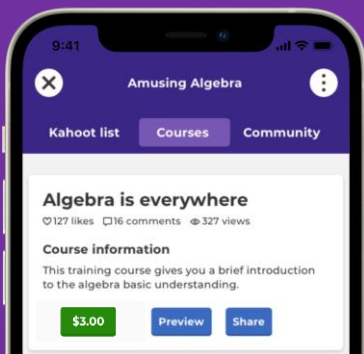 9:41
Amusing Algebra
Kahoot list Courses Community
Algebra is everywhere
127 likes 16 comments 327 views
Course information
This training course gives you a brief introduction
to the algebra basic understanding.
$3.00 Preview Share